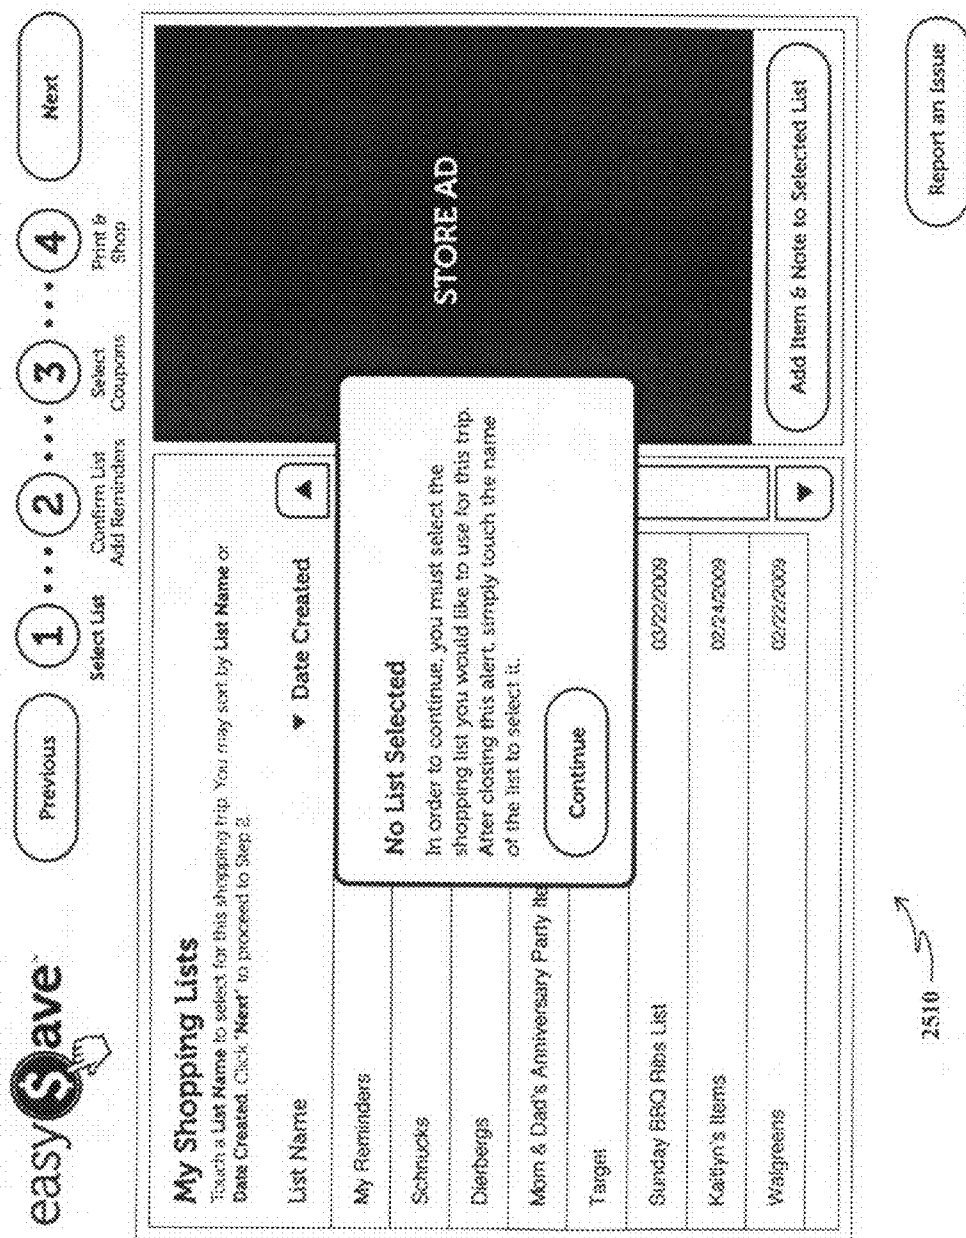 easy$ave™
Previous
1 2 3 4
Next
Select List
Confirm List
Add Reminders
Select
Coupons
Print &
Shop
My Shopping Lists
Touch a List Name to select for this shopping trip. You may sort by List Name or
Date Created. Click "Next" to proceed to Step 2.
List Name ▼ Date Created
▲
My Reminders
Schnucks
Dierbergs
Mom & Dad's Anniversary Party Ite
Target
Sunday BBQ Ribs List 03/22/2009
Kaitlyn's Items 02/24/2009
Walgreens 02/22/2009
▼
No List Selected
In order to continue, you must select the
shopping list you would like to use for this trip.
After closing this alert, simply touch the name
of the list to select it.
Continue
STORE AD
Add Item & Note to Selected List
2510
Report an Issue